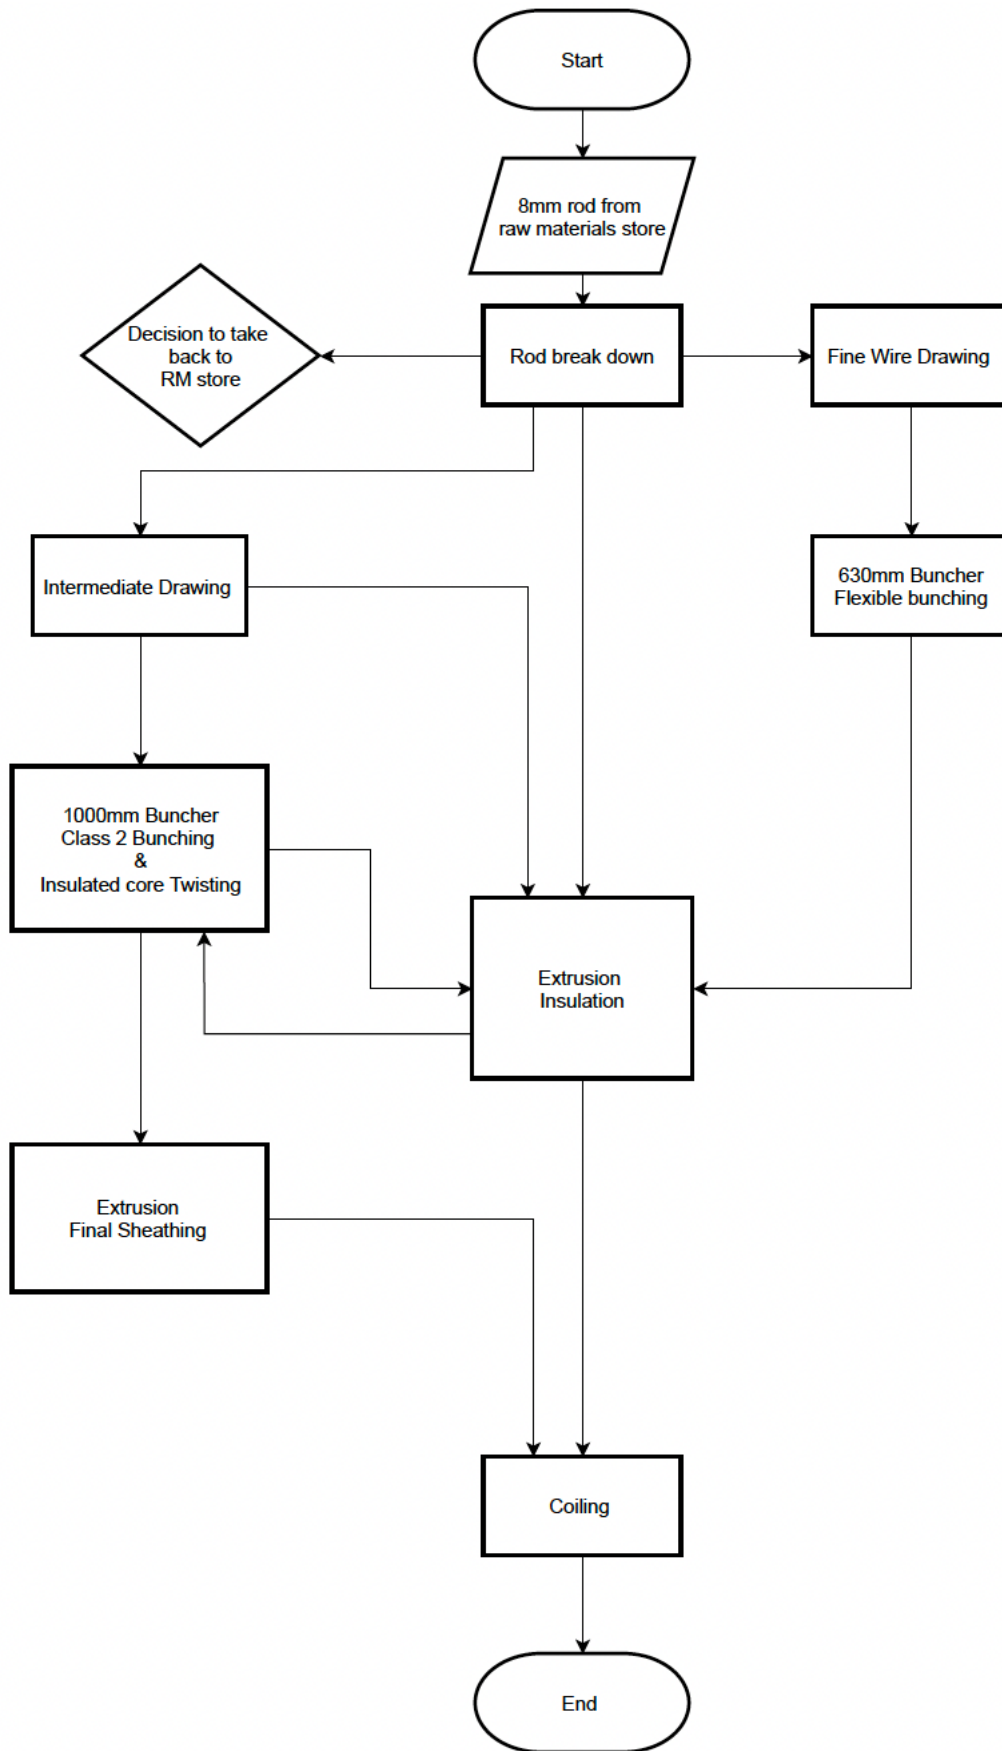 Start
8mm rod from
raw materials store
Decision to take
back to
RM store
Rod break down
Fine Wire Drawing
Intermediate Drawing
630mm Buncher
Flexible bunching
1000mm Buncher
Class 2 Bunching
&
Insulated core Twisting
Extrusion
Insulation
Extrusion
Final Sheathing
Coiling
End